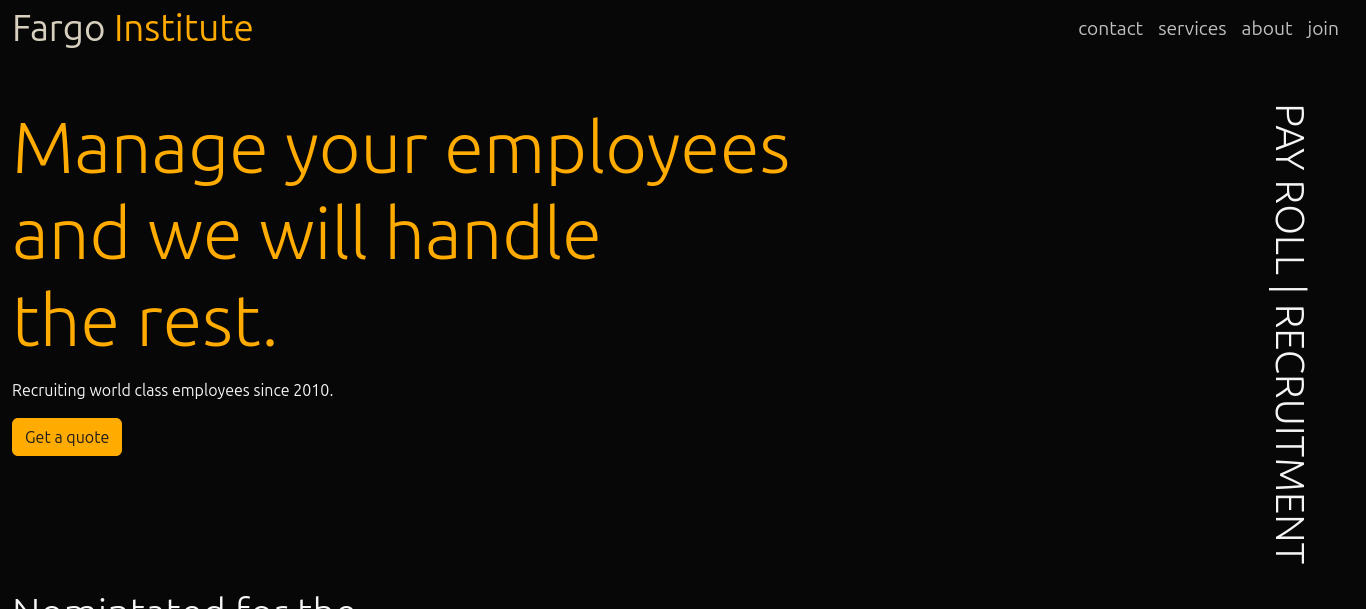 Fargo Institute
contact services about join
Manage your employees
and we will handle
the rest.
Recruiting world class employees since 2010.
Get a quote
PAY ROLL | RECRUITMENT
Nomintated for the